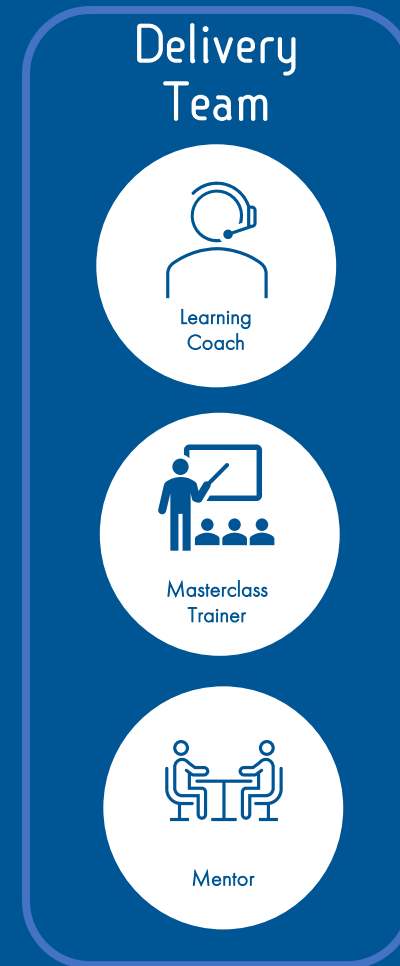 Delivery
Team
Learning
Coach
Masterclass
Trainer
Mentor